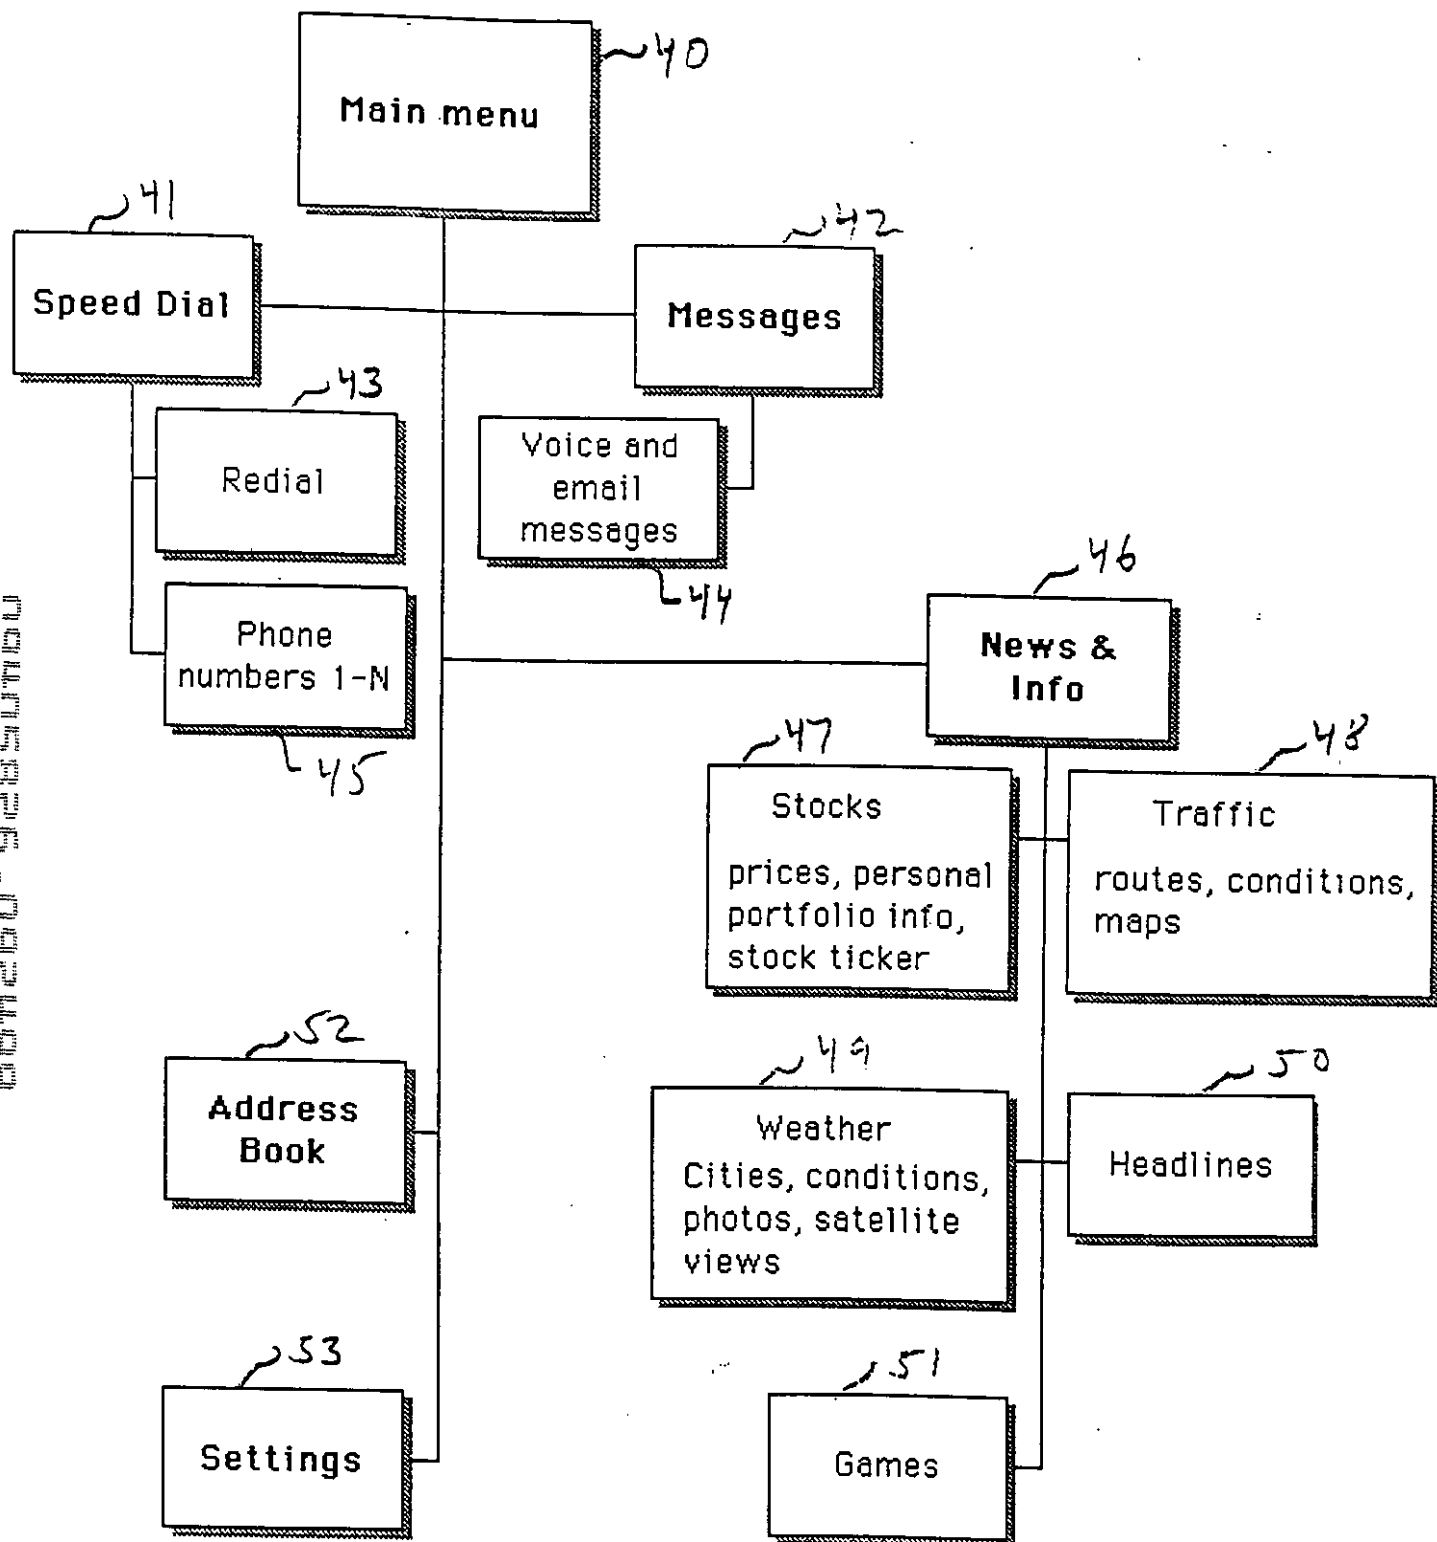 40
Main menu
41
42
Speed Dial
Messages
43
Redial
Voice and
email
messages
44
46
Phone
numbers 1-N
45
News &
Info
47
48
Stocks
prices, personal
portfolio info,
stock ticker
Traffic
routes, conditions,
maps
52
49
50
Address
Book
Weather
Cities, conditions,
photos, satellite
views
Headlines
53
51
Settings
Games